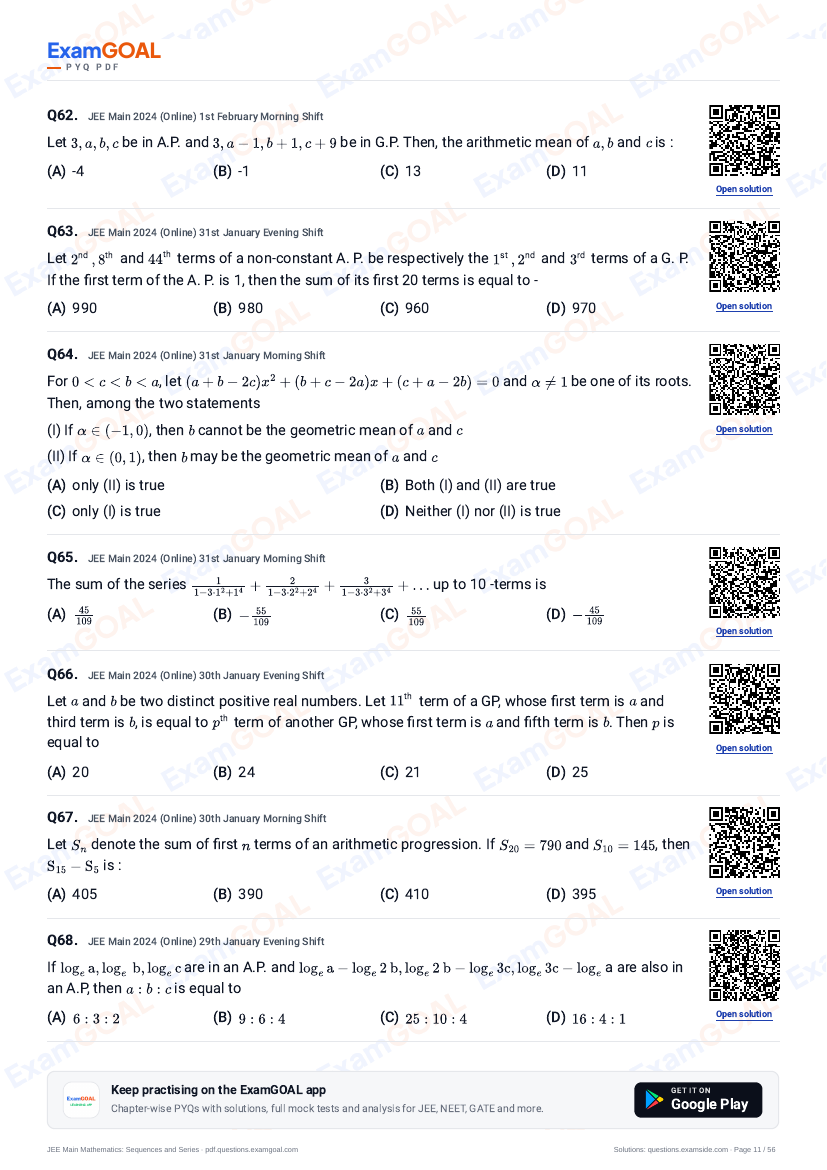 ExamGOAL
PYQ PDF
Q62. JEE Main 2024 (Online) 1st February Morning Shift
Let 3, a, b, c be in A.P. and 3, a − 1, b + 1, c + 9 be in G.P. Then, the arithmetic mean of a, b and c is :
(A) -4 (B) -1 (C) 13 (D) 11
Open solution
Q63. JEE Main 2024 (Online) 31st January Evening Shift
Let 2ⁿᵈ, 8ᵗʰ and 44ᵗʰ terms of a non-constant A. P. be respectively the 1ˢᵗ, 2ⁿᵈ and 3ʳᵈ terms of a G. P.
If the first term of the A. P. is 1, then the sum of its first 20 terms is equal to -
(A) 990 (B) 980 (C) 960 (D) 970
Open solution
Q64. JEE Main 2024 (Online) 31st January Morning Shift
For 0 < c < b < a, let (a + b − 2c)x² + (b + c − 2a)x + (c + a − 2b) = 0 and α ≠ 1 be one of its roots.
Then, among the two statements
(I) If α ∈ (−1, 0), then b cannot be the geometric mean of a and c
(II) If α ∈ (0, 1), then b may be the geometric mean of a and c
(A) only (II) is true (B) Both (I) and (II) are true
(C) only (I) is true (D) Neither (I) nor (II) is true
Open solution
Q65. JEE Main 2024 (Online) 31st January Morning Shift
The sum of the series 1/(1−3·1²+1⁴) + 2/(1−3·2²+2⁴) + 3/(1−3·3²+3⁴) + … up to 10 -terms is
(A) 45/109 (B) −55/109 (C) 55/109 (D) −45/109
Open solution
Q66. JEE Main 2024 (Online) 30th January Evening Shift
Let a and b be two distinct positive real numbers. Let 11ᵗʰ term of a GP, whose first term is a and
third term is b, is equal to pᵗʰ term of another GP, whose first term is a and fifth term is b. Then p is
equal to
(A) 20 (B) 24 (C) 21 (D) 25
Open solution
Q67. JEE Main 2024 (Online) 30th January Morning Shift
Let Sₙ denote the sum of first n terms of an arithmetic progression. If S₂₀ = 790 and S₁₀ = 145, then
S₁₅ − S₅ is :
(A) 405 (B) 390 (C) 410 (D) 395
Open solution
Q68. JEE Main 2024 (Online) 29th January Evening Shift
If logₑ a, logₑ b, logₑ c are in an A.P. and logₑ a − logₑ 2 b, logₑ 2 b − logₑ 3c, logₑ 3c − logₑ a are also in
an A.P, then a : b : c is equal to
(A) 6 : 3 : 2 (B) 9 : 6 : 4 (C) 25 : 10 : 4 (D) 16 : 4 : 1
Open solution
ExamGOAL
Keep practising on the ExamGOAL app
Chapter-wise PYQs with solutions, full mock tests and analysis for JEE, NEET, GATE and more.
GET IT ON
Google Play
JEE Main Mathematics: Sequences and Series · pdf.questions.examgoal.com
Solutions: questions.examside.com · Page 11 / 56